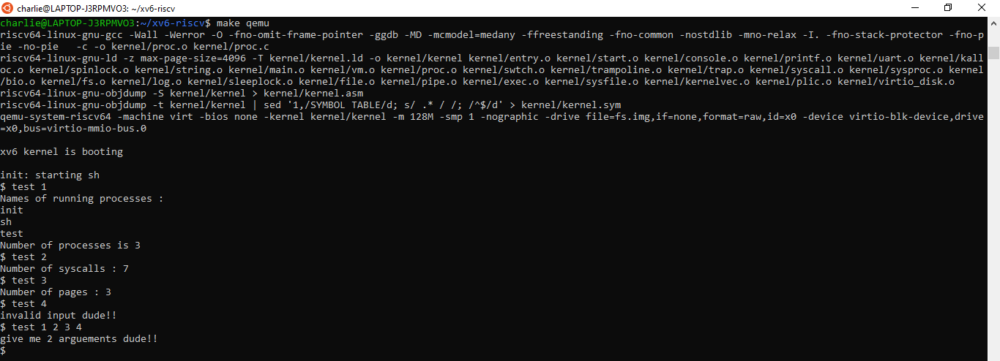 charlie@LAPTOP-J3RPMVO3: ~/xv6-riscv
charlie@LAPTOP-J3RPMVO3:~/xv6-riscv$ make qemu
riscv64-linux-gnu-gcc -Wall -Werror -O -fno-omit-frame-pointer -ggdb -MD -mcmodel=medany -ffreestanding -fno-common -nostdlib -mno-relax -I. -fno-stack-protector -fno-p
ie -no-pie   -c -o kernel/proc.o kernel/proc.c
riscv64-linux-gnu-ld -z max-page-size=4096 -T kernel/kernel.ld -o kernel/kernel kernel/entry.o kernel/start.o kernel/console.o kernel/printf.o kernel/uart.o kernel/kall
oc.o kernel/spinlock.o kernel/string.o kernel/main.o kernel/vm.o kernel/proc.o kernel/swtch.o kernel/trampoline.o kernel/trap.o kernel/syscall.o kernel/sysproc.o kernel
/bio.o kernel/fs.o kernel/log.o kernel/sleeplock.o kernel/file.o kernel/pipe.o kernel/exec.o kernel/sysfile.o kernel/kernelvec.o kernel/plic.o kernel/virtio_disk.o
riscv64-linux-gnu-objdump -S kernel/kernel > kernel/kernel.asm
riscv64-linux-gnu-objdump -t kernel/kernel | sed '1,/SYMBOL TABLE/d; s/ .* / /; /^$/d' > kernel/kernel.sym
qemu-system-riscv64 -machine virt -bios none -kernel kernel/kernel -m 128M -smp 1 -nographic -drive file=fs.img,if=none,format=raw,id=x0 -device virtio-blk-device,drive
=x0,bus=virtio-mmio-bus.0
xv6 kernel is booting
init: starting sh
$ test 1
Names of running processes :
init
sh
test
Number of processes is 3
$ test 2
Number of syscalls : 7
$ test 3
Number of pages : 3
$ test 4
invalid input dude!!
$ test 1 2 3 4
give me 2 arguements dude!!
$